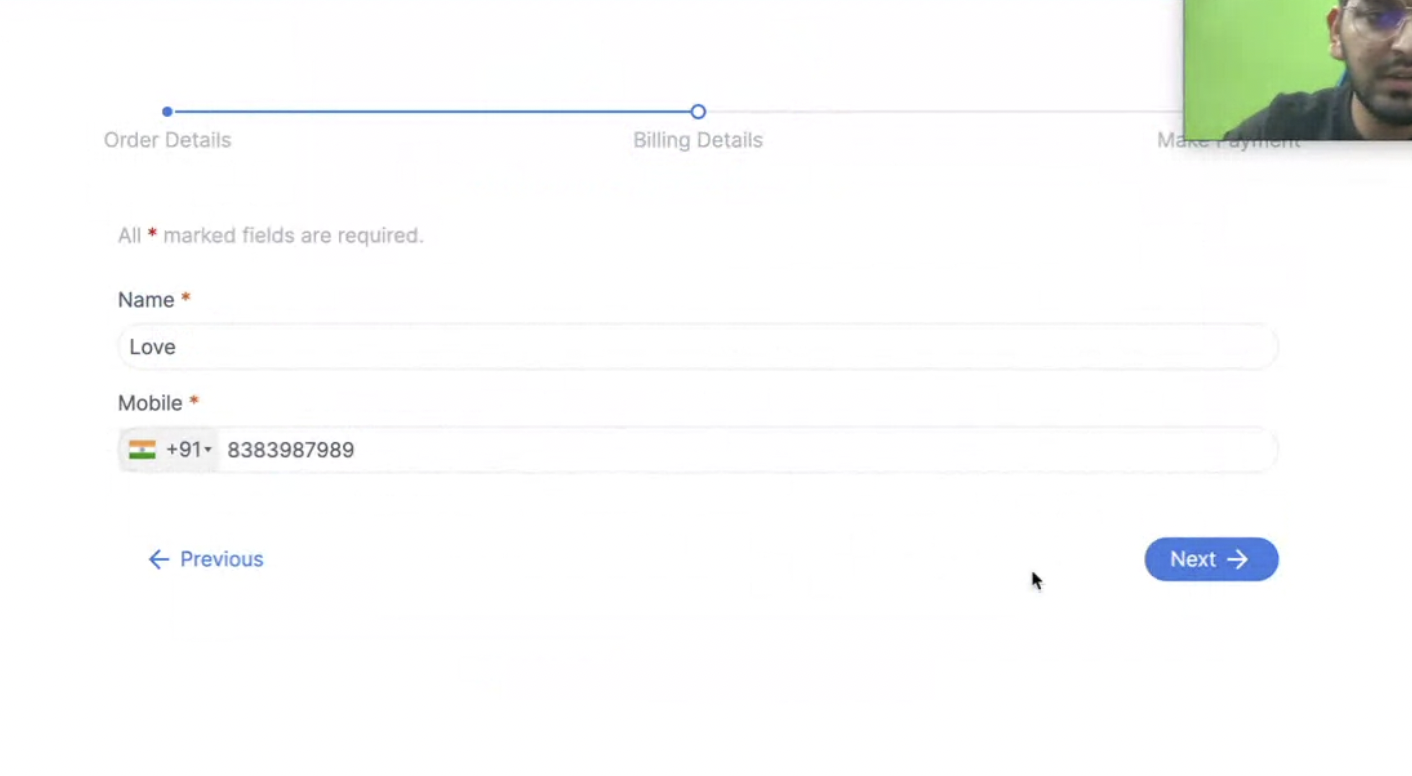 Order Details
Billing Details
Make Payment
All * marked fields are required.
Name *
Love
Mobile *
+91 8383987989
← Previous
Next →